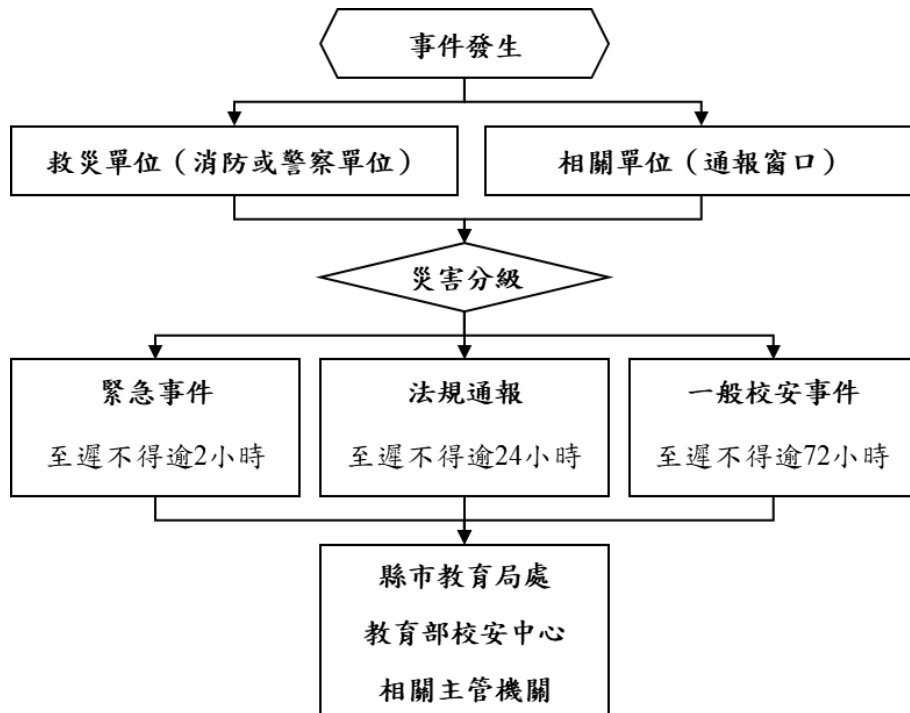 事件發生
救災單位（消防或警察單位）
相關單位（通報窗口）
災害分級
緊急事件
至遲不得逾2小時
法規通報
至遲不得逾24小時
一般校安事件
至遲不得逾72小時
縣市教育局處
教育部校安中心
相關主管機關